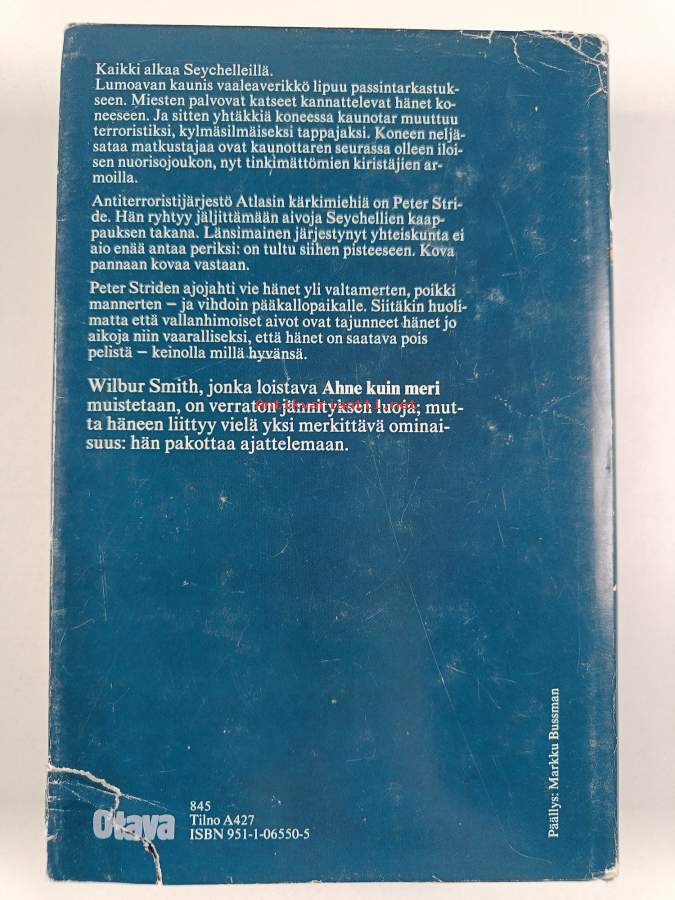 Kaikki alkaa Seychelleillä.
Lumoavan kaunis vaaleaverikkö lipuu passintarkastuk-
seen. Miesten palvovat katseet kannattelevat hänet ko-
neeseen. Ja sitten yhtäkkiä koneessa kaunotar muuttuu
terroristiksi, kylmäsilmäiseksi tappajaksi. Koneen neljä-
sataa matkustajaa ovat kaunottaren seurassa olleen iloi-
sen nuorisojoukon, nyt tinkimättömien kiristäjien ar-
moilla.
Antiterroristijärjestö Atlasin kärkimiehiä on Peter Stri-
de. Hän ryhtyy jäljittämään aivoja Seychellien kaap-
pauksen takana. Länsimainen järjestynyt yhteiskunta ei
aio enää antaa periksi: on tultu siihen pisteeseen. Kova
pannaan kovaa vastaan.
Peter Striden ajojahti vie hänet yli valtamerten, poikki
mannerten – ja vihdoin pääkallopaikalle. Siitäkin huoli-
matta että vallanhimoiset aivot ovat tajunneet hänet jo
aikoja niin vaaralliseksi, että hänet on saatava pois
pelistä – keinolla millä hyvänsä.
Wilbur Smith, jonka loistava Ahne kuin meri
muistetaan, on verraton jännityksen luoja; mut-
ta häneen liittyy vielä yksi merkittävä ominai-
suus: hän pakottaa ajattelemaan.
Päällys: Markku Bussman
Otava
845
Tilno A427
ISBN 951-1-06550-5